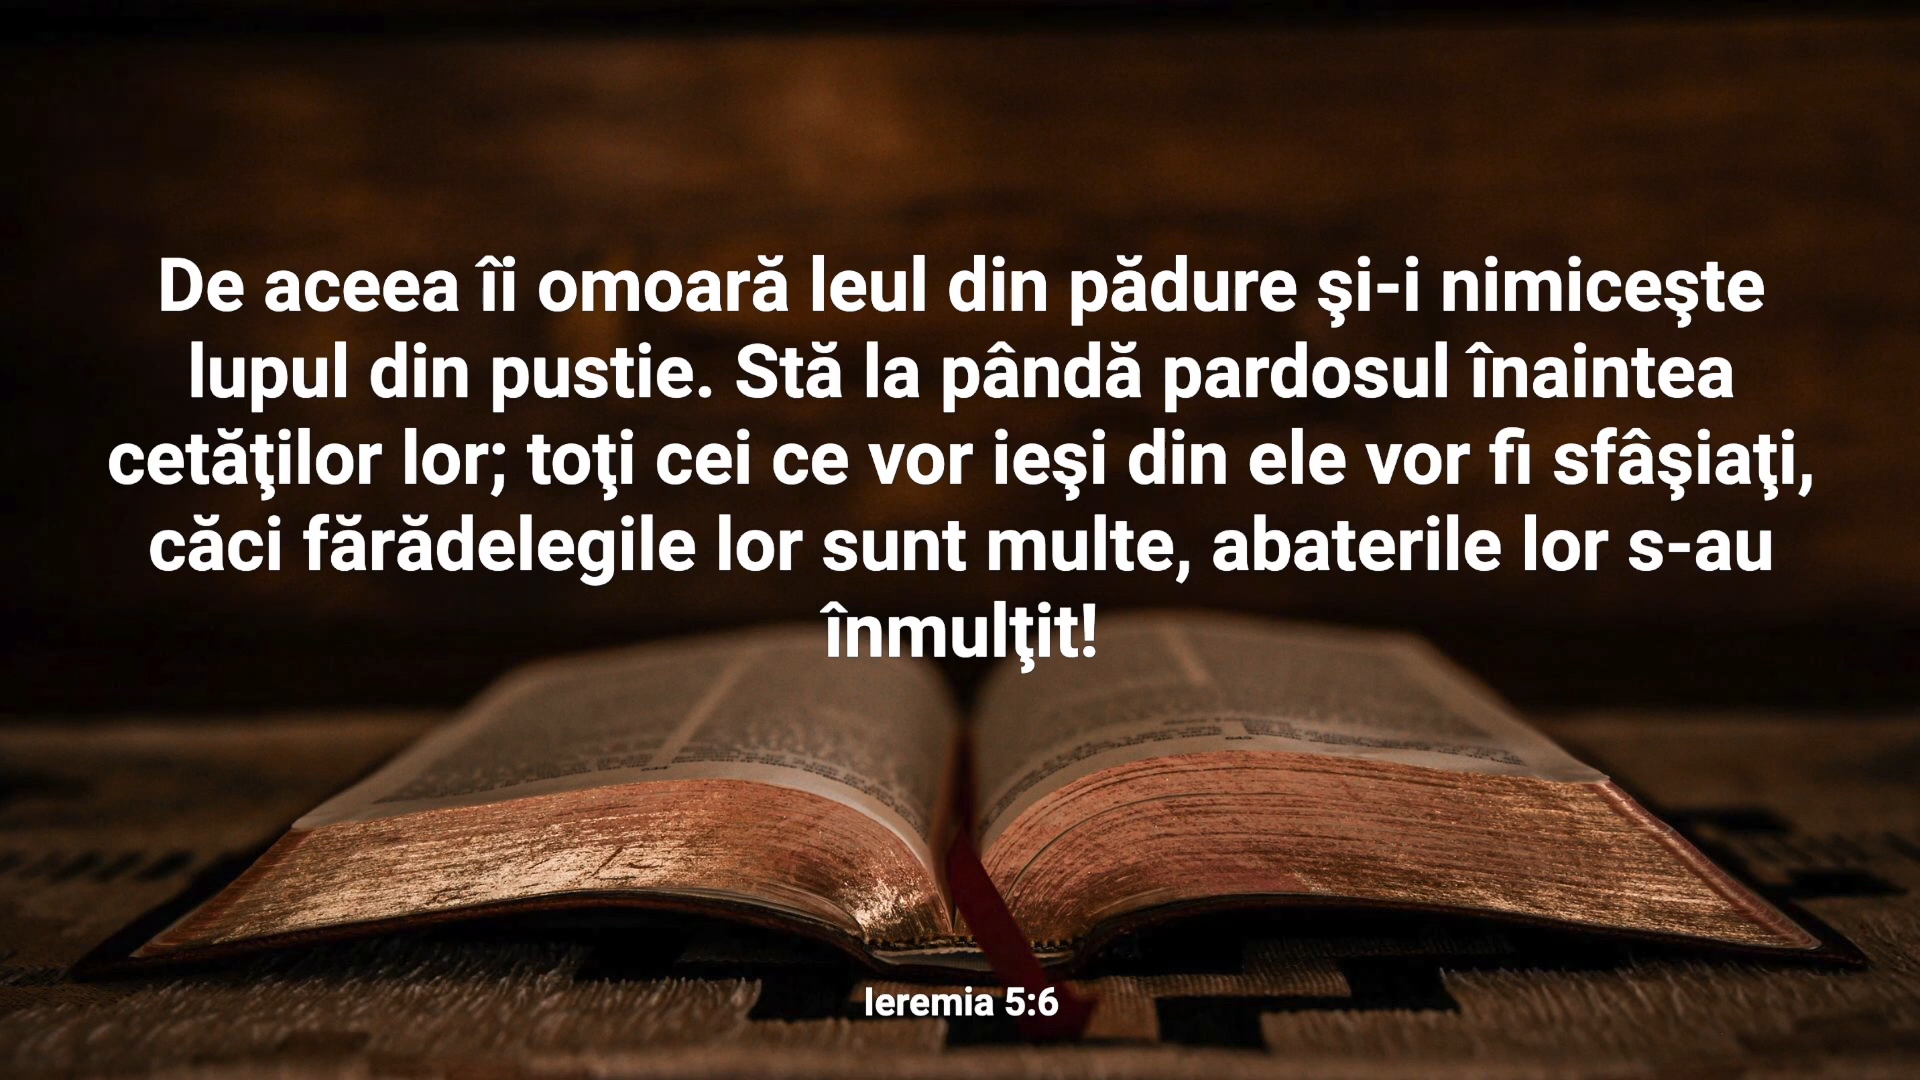 De aceea îi omoară leul din pădure şi-i nimiceşte
lupul din pustie. Stă la pândă pardosul înaintea
cetăţilor lor; toţi cei ce vor ieşi din ele vor fi sfâşiaţi,
căci fărădelegile lor sunt multe, abaterile lor s-au
înmulţit!
Ieremia 5:6